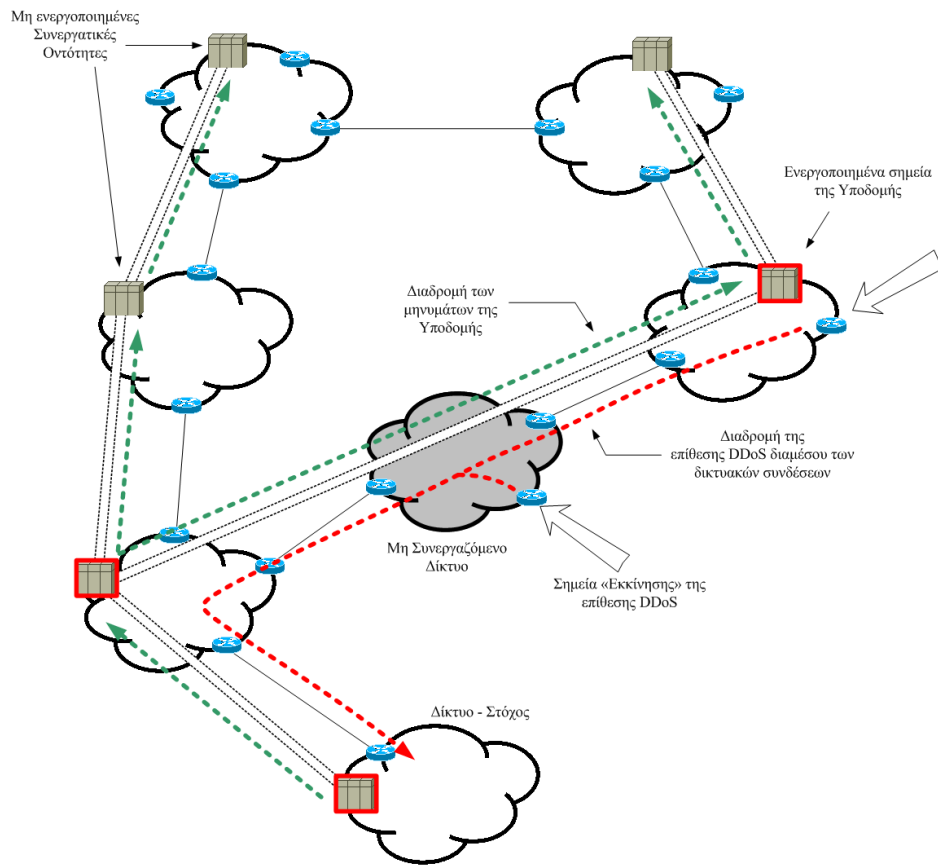 Μη ενεργοποιημένες
Συνεργατικές
Οντότητες
Ενεργοποιημένα σημεία
της Υποδομής
Διαδρομή των
μηνυμάτων της
Υποδομής
Διαδρομή της
επίθεσης DDoS διαμέσου των
δικτυακών συνδέσεων
Μη Συνεργαζόμενο
Δίκτυο
Σημεία «Εκκίνησης» της
επίθεσης DDoS
Δίκτυο - Στόχος